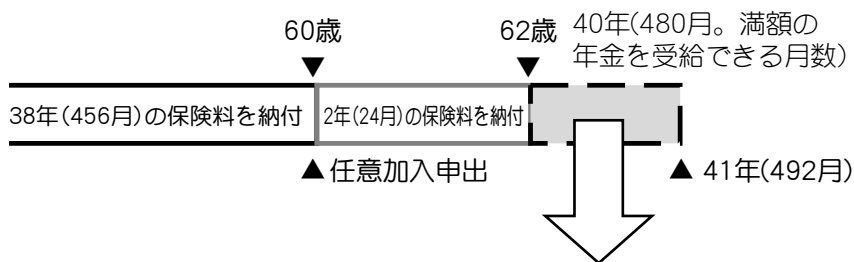 60歳
62歳
40年(480月。満額の
年金を受給できる月数)
38年(456月)の保険料を納付
2年(24月)の保険料を納付
▲任意加入申出
▲ 41年(492月)